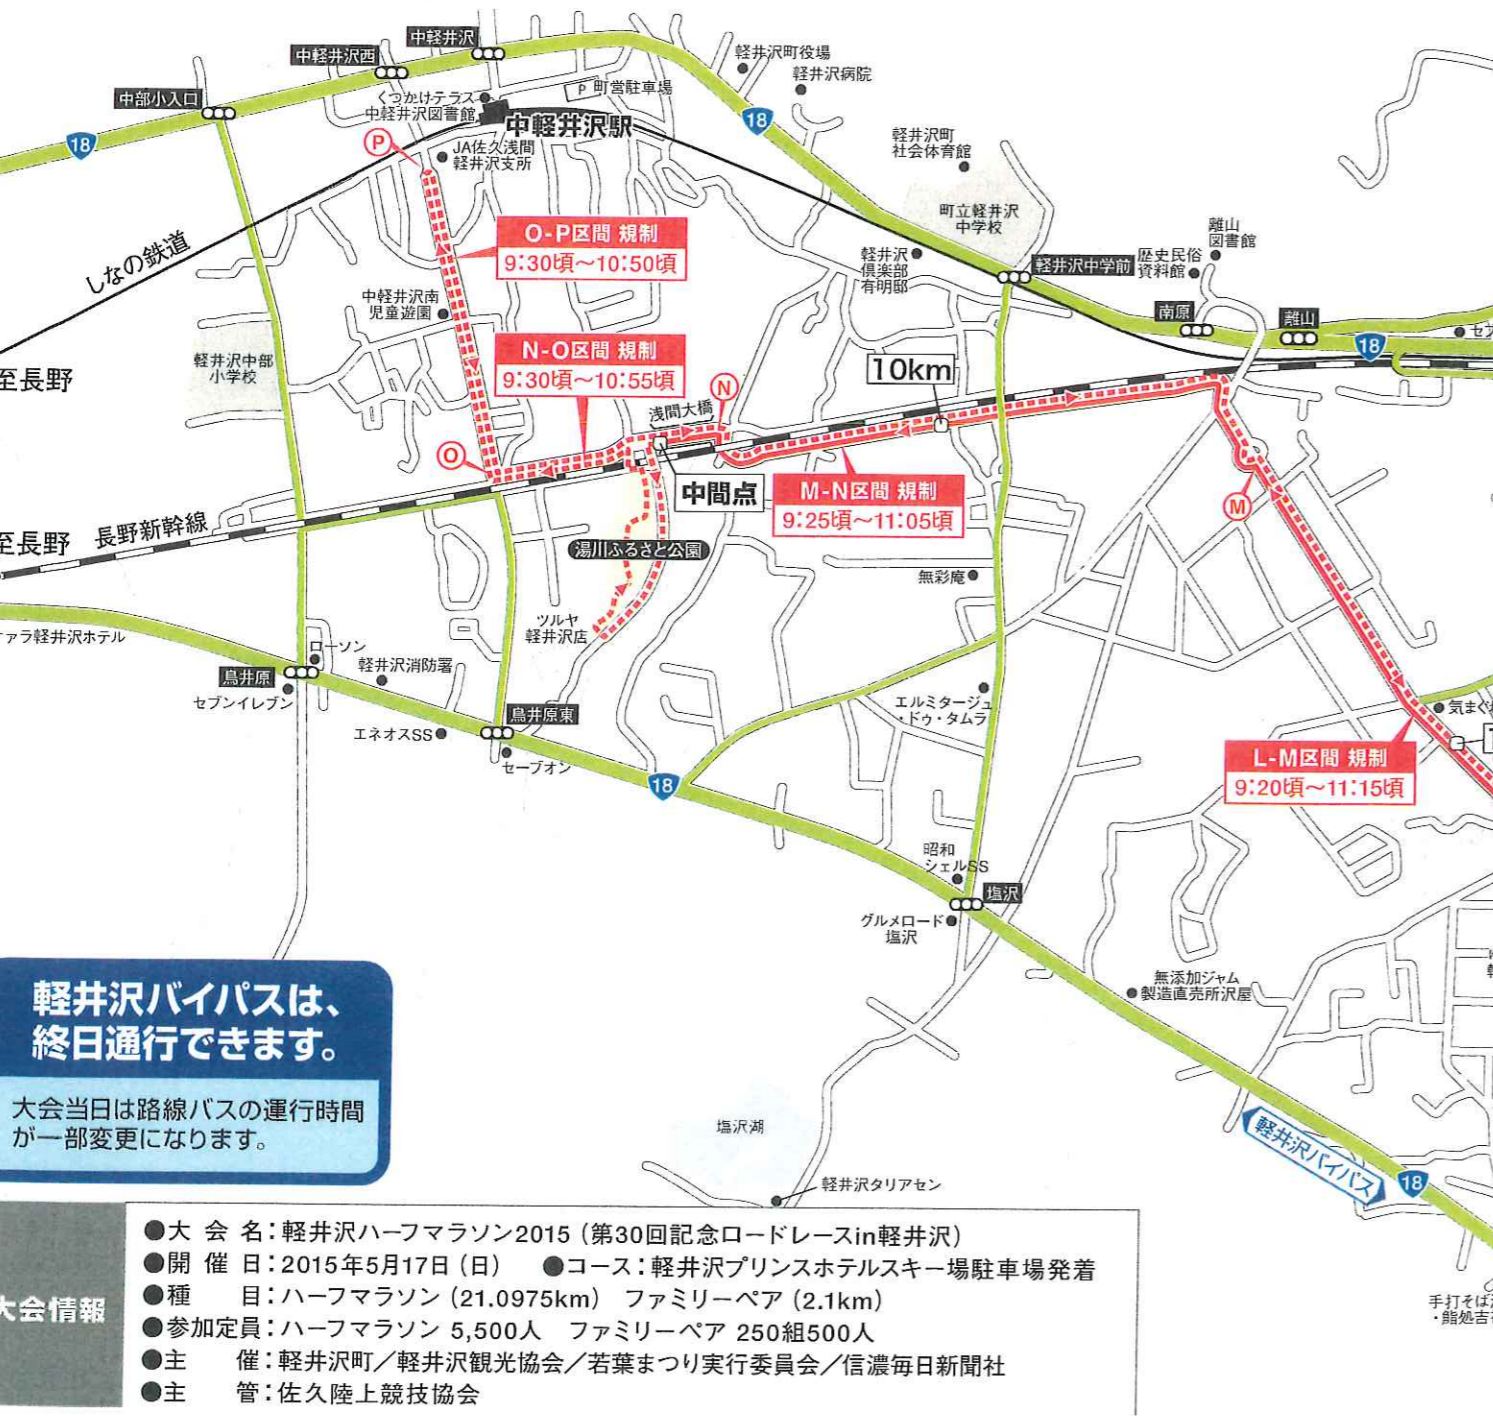 中軽井沢
中軽井沢西
中部小入口
18
くつかけテラス
中軽井沢図書館
P 町営駐車場
中軽井沢駅
P
JA佐久浅間
軽井沢支所
軽井沢町役場
軽井沢病院
18
軽井沢町
社会体育館
町立軽井沢
中学校
離山
図書館
歴史民俗
資料館
軽井沢
倶楽部
有明邸
軽井沢中学前
南原
離山
18
しなの鉄道
O-P区間 規制
9:30頃～10:50頃
中軽井沢南
児童遊園
N-O区間 規制
9:30頃～10:55頃
軽井沢中部
小学校
至長野
10km
浅間大橋
N
O
中間点
M-N区間 規制
9:25頃～11:05頃
M
至長野
長野新幹線
湯川ふるさと公園
無彩庵
ツルヤ
軽井沢店
ァラ軽井沢ホテル
ローソン
鳥井原
セブンイレブン
軽井沢消防署
エネオスSS
鳥井原東
セーブオン
18
エルミタージュ
・ドゥ・タムラ
気まぐ
L-M区間 規制
9:20頃～11:15頃
昭和
シェルSS
塩沢
グルメロード
塩沢
無添加ジャム
製造直売所沢屋
軽井沢バイパス
18
塩沢湖
軽井沢タリアセン
手打そば
・鮨処吉
軽井沢バイパスは、
終日通行できます。
大会当日は路線バスの運行時間
が一部変更になります。
大会情報
●大会名：軽井沢ハーフマラソン2015（第30回記念ロードレースin軽井沢）
●開催日：2015年5月17日（日） ●コース：軽井沢プリンスホテルスキー場駐車場発着
●種目：ハーフマラソン（21.0975km） ファミリーペア（2.1km）
●参加定員：ハーフマラソン 5,500人 ファミリーペア 250組500人
●主催：軽井沢町／軽井沢観光協会／若葉まつり実行委員会／信濃毎日新聞社
●主管：佐久陸上競技協会